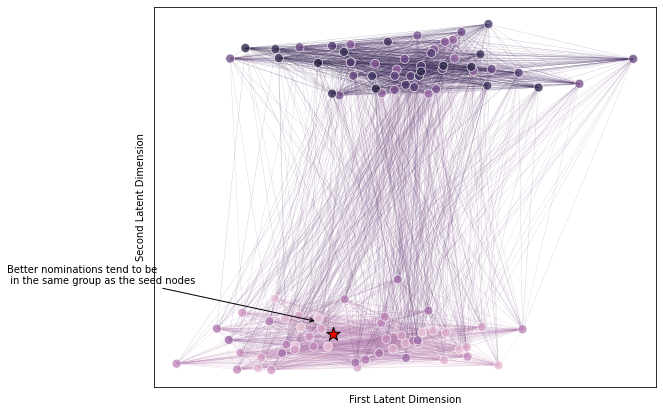 Second Latent Dimension
Better nominations tend to be
in the same group as the seed nodes
First Latent Dimension